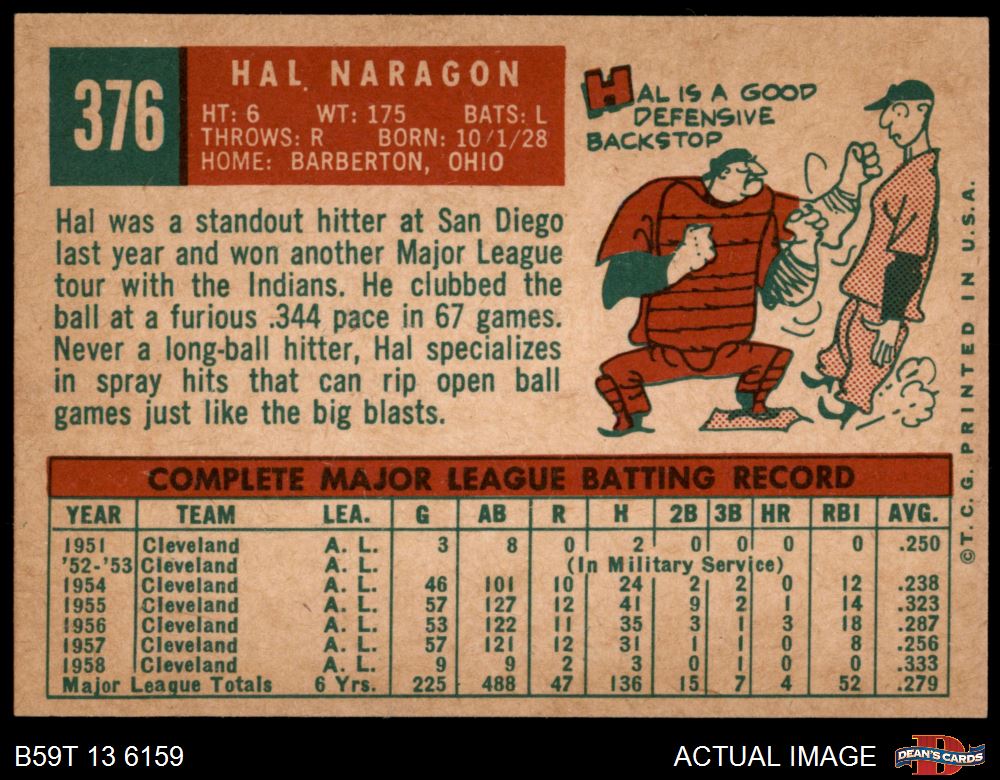 376
HAL NARAGON
HT: 6 WT: 175 BATS: L
THROWS: R BORN: 10/1/28
HOME: BARBERTON, OHIO
HAL IS A GOOD
DEFENSIVE
BACKSTOP
Hal was a standout hitter at San Diego
last year and won another Major League
tour with the Indians. He clubbed the
ball at a furious .344 pace in 67 games.
Never a long-ball hitter, Hal specializes
in spray hits that can rip open ball
games just like the big blasts.
COMPLETE MAJOR LEAGUE BATTING RECORD
YEAR TEAM LEA. G AB R H 2B 3B HR RBI AVG.
1951 Cleveland A. L. 3 8 0 2 0 0 0 0 .250
'52-'53 Cleveland A. L. (In Military Service)
1954 Cleveland A. L. 46 101 10 24 2 2 0 12 .238
1955 Cleveland A. L. 57 127 12 41 9 2 1 14 .323
1956 Cleveland A. L. 53 122 11 35 3 1 3 18 .287
1957 Cleveland A. L. 57 121 12 31 1 1 0 8 .256
1958 Cleveland A. L. 9 9 2 3 0 1 0 0 .333
Major League Totals 6 Yrs. 225 488 47 136 15 7 4 52 .279
© T. C. G. PRINTED IN U.S.A.
B59T 13 6159
ACTUAL IMAGE
DEAN'S CARDS